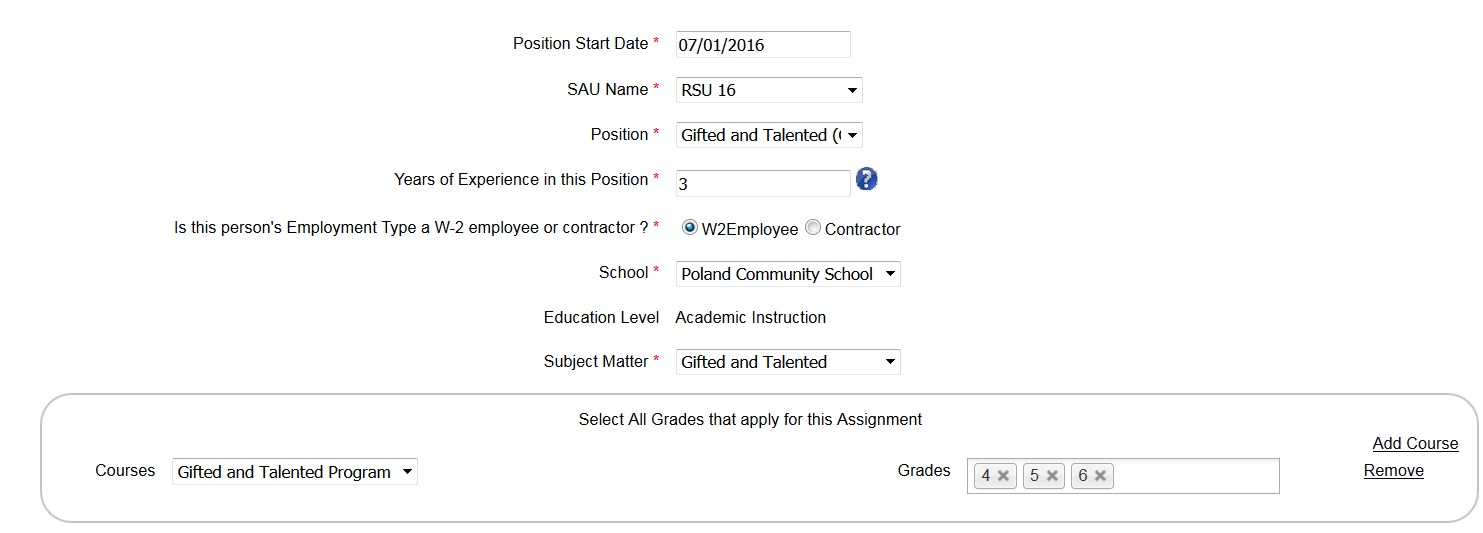 Position Start Date * 07/01/2016
SAU Name * RSU 16
Position * Gifted and Talented (
Years of Experience in this Position * 3 ?
Is this person's Employment Type a W-2 employee or contractor ? * W2Employee Contractor
School * Poland Community School
Education Level Academic Instruction
Subject Matter * Gifted and Talented
Select All Grades that apply for this Assignment
Add Course
Courses Gifted and Talented Program Grades 4 5 6 Remove